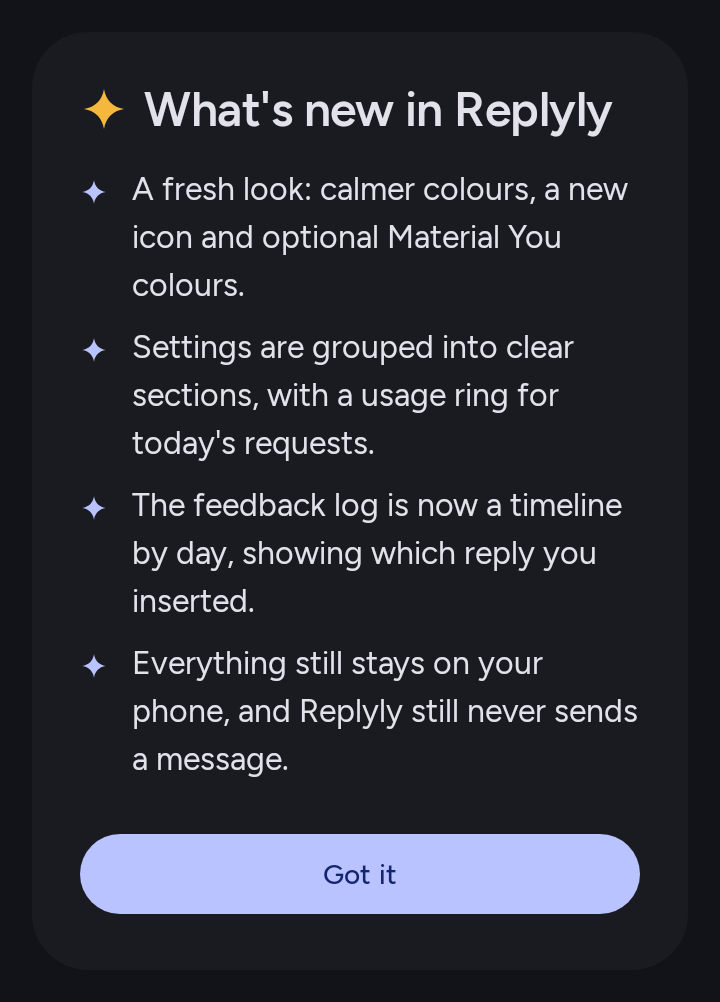 What's new in Replyly
A fresh look: calmer colours, a new
icon and optional Material You
colours.
Settings are grouped into clear
sections, with a usage ring for
today's requests.
The feedback log is now a timeline
by day, showing which reply you
inserted.
Everything still stays on your
phone, and Replyly still never sends
a message.
Got it